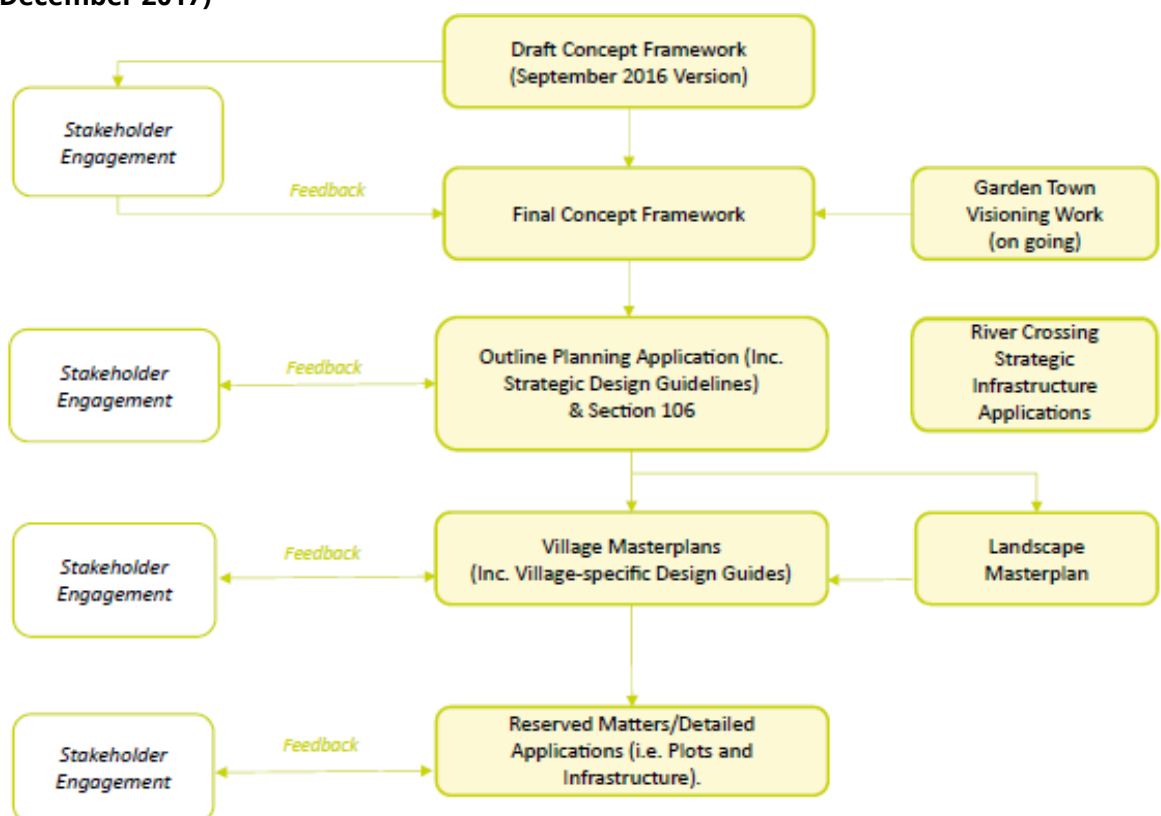 December 2017)
Draft Concept Framework
(September 2016 Version)
Stakeholder
Engagement
Feedback
Final Concept Framework
Garden Town
Visioning Work
(on going)
Stakeholder
Engagement
Feedback
Outline Planning Application (Inc.
Strategic Design Guidelines)
& Section 106
River Crossing
Strategic
Infrastructure
Applications
Stakeholder
Engagement
Feedback
Village Masterplans
(Inc. Village-specific Design Guides)
Landscape
Masterplan
Stakeholder
Engagement
Feedback
Reserved Matters/Detailed
Applications (i.e. Plots and
Infrastructure).